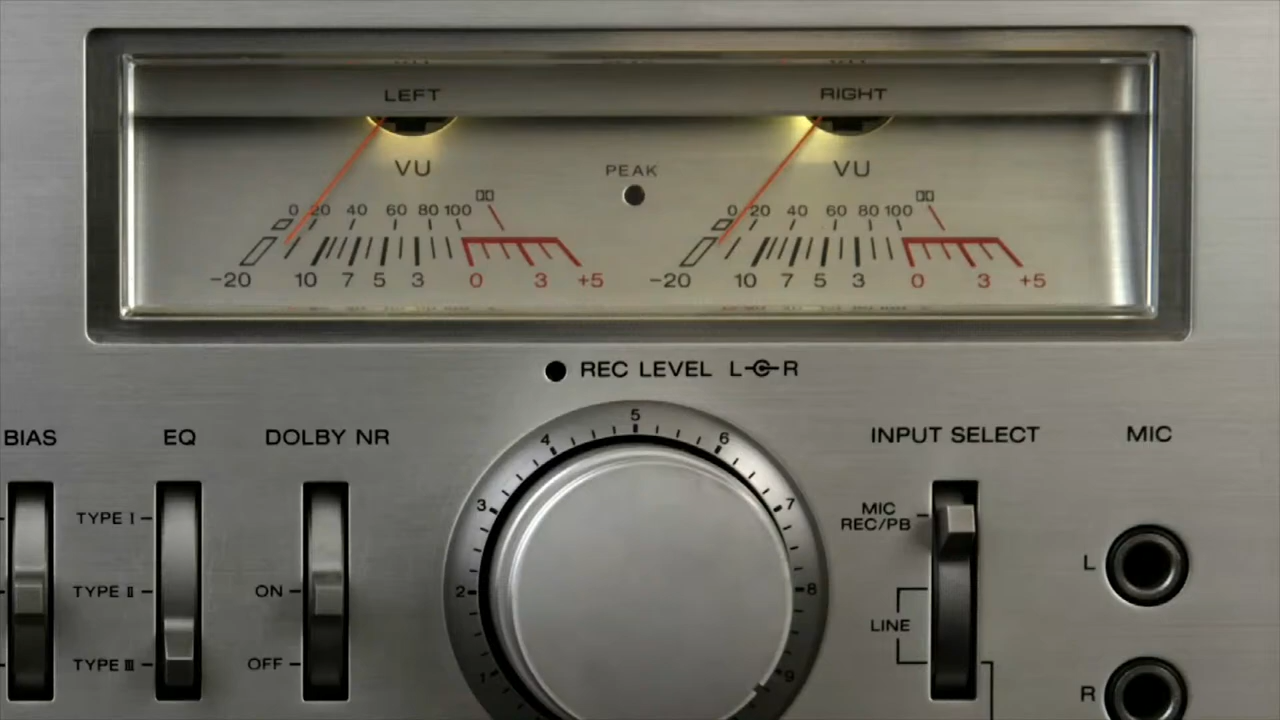 LEFT RIGHT
VU PEAK VU
0 20 40 60 80 100
0 20 40 60 80 100
-20 10 7 5 3 0 3 +5
-20 10 7 5 3 0 3 +5
REC LEVEL L R
BIAS EQ DOLBY NR
INPUT SELECT MIC
TYPE I
TYPE II
TYPE III
ON
OFF
1 2 3 4 5 6 7 8 9
MIC
REC/PB
LINE
L
R